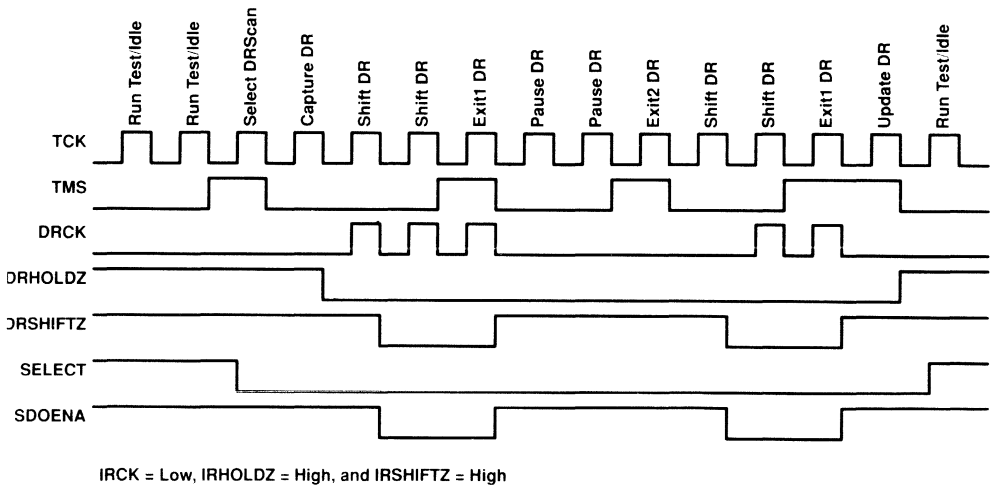 Run Test/Idle
Run Test/Idle
Select DRScan
Capture DR
Shift DR
Shift DR
Exit1 DR
Pause DR
Pause DR
Exit2 DR
Shift DR
Shift DR
Exit1 DR
Update DR
Run Test/Idle
TCK
TMS
DRCK
DRHOLDZ
DRSHIFTZ
SELECT
SDOENA
IRCK = Low, IRHOLDZ = High, and IRSHIFTZ = High